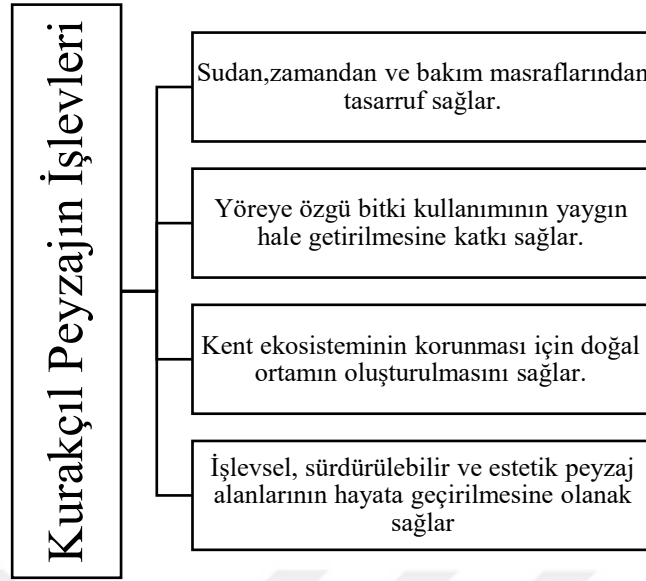 Kurakçıl Peyzajın İşlevleri
Sudan,zamandan ve bakım masraflarından
tasarruf sağlar.
Yöreye özgü bitki kullanımının yaygın
hale getirilmesine katkı sağlar.
Kent ekosisteminin korunması için doğal
ortamın oluşturulmasını sağlar.
İşlevsel, sürdürülebilir ve estetik peyzaj
alanlarının hayata geçirilmesine olanak
sağlar